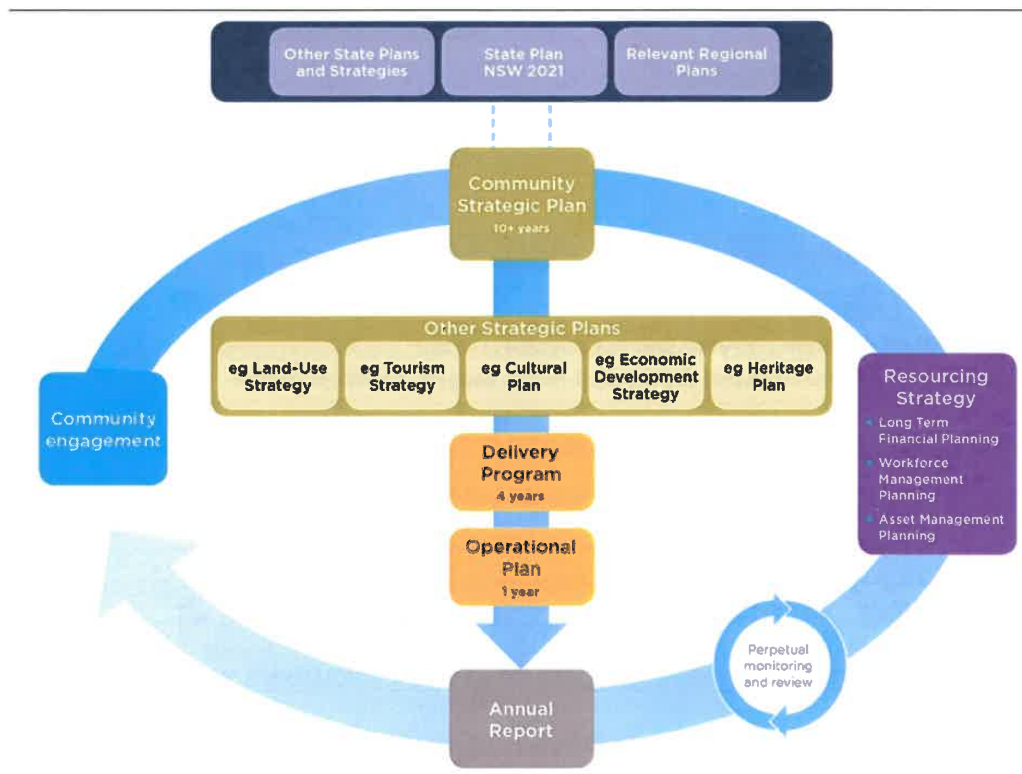 Other State Plans
and Strategies
State Plan
NSW 2021
Relevant Regional
Plans
Community
Strategic Plan
10+ years
Other Strategic Plans
eg Land-Use
Strategy
eg Tourism
Strategy
eg Cultural
Plan
eg Economic
Development
Strategy
eg Heritage
Plan
Community
engagement
Resourcing
Strategy
Long Term
Financial Planning
Workforce
Management
Planning
Asset Management
Planning
Delivery
Program
4 years
Operational
Plan
1 year
Perpetual
monitoring
and review
Annual
Report